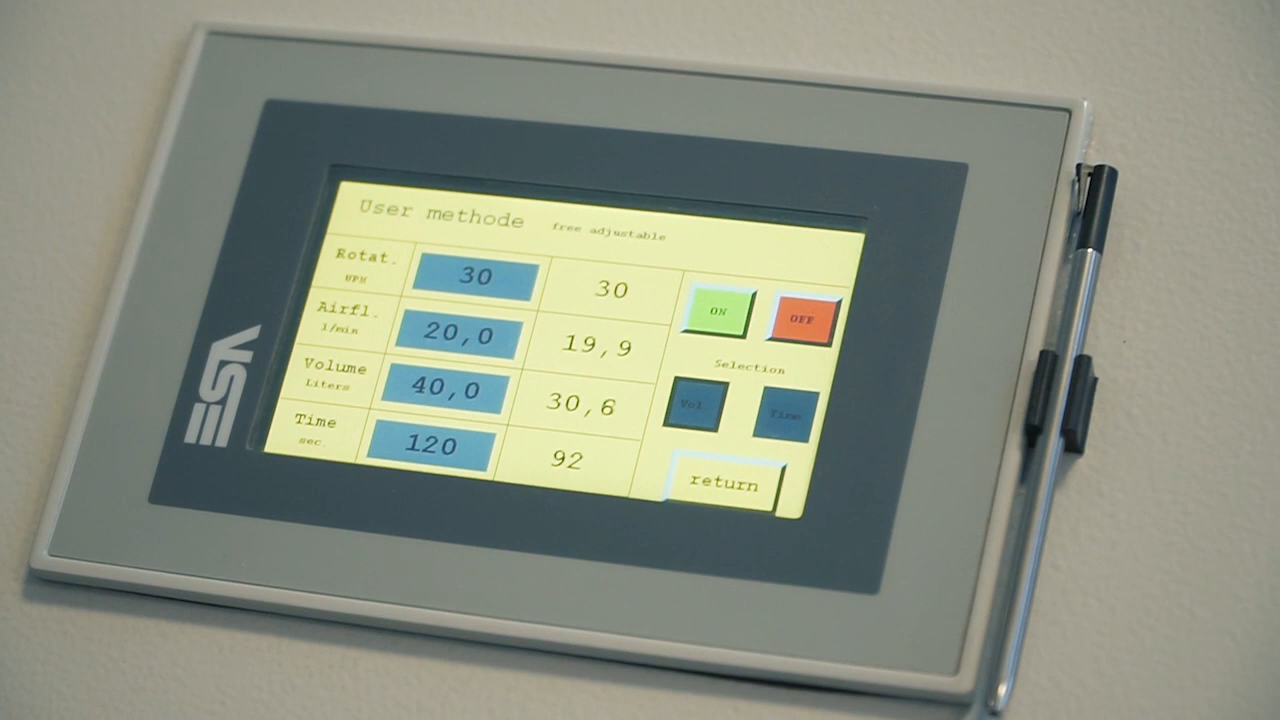 User methode free adjustable
Rotat. 30 30
UPM
ON OFF
Airfl. 20,0 19,9
l/min
Selection
Volume 40,0 30,6
Liters
Vol. Time
Time 120 92
sec.
return
ESA